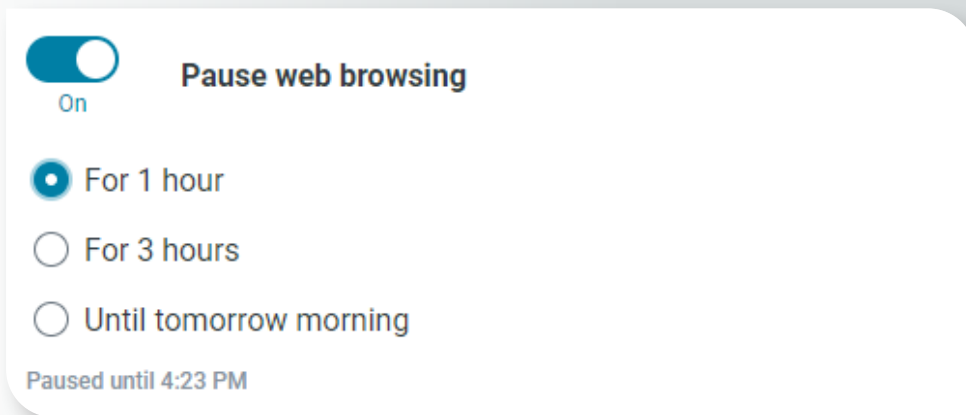 Pause web browsing
On
For 1 hour
For 3 hours
Until tomorrow morning
Paused until 4:23 PM